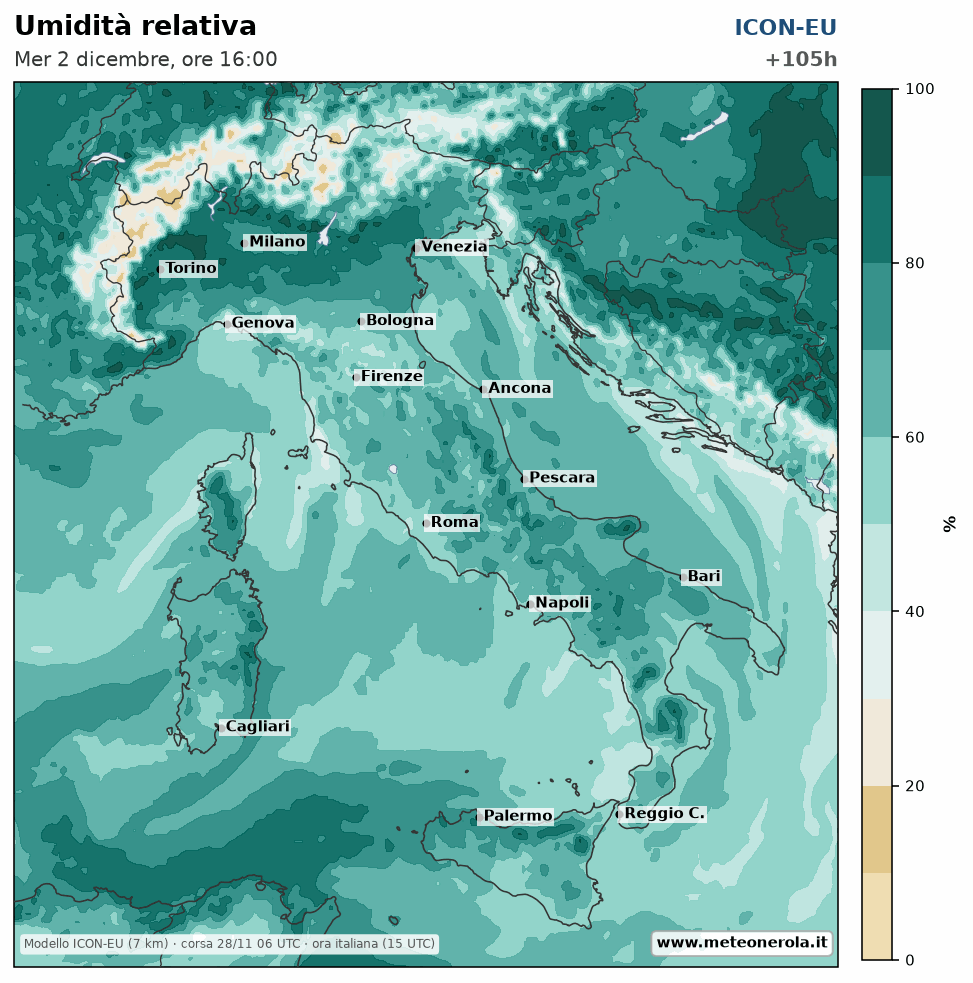 Umidità relativa
ICON-EU
Mer 2 dicembre, ore 16:00
+105h
100
80
60
40
20
0
%
Milano
Venezia
Torino
Genova
Bologna
Firenze
Ancona
Pescara
Roma
Bari
Napoli
Cagliari
Palermo
Reggio C.
Modello ICON-EU (7 km) · corsa 28/11 06 UTC · ora italiana (15 UTC)
www.meteonerola.it